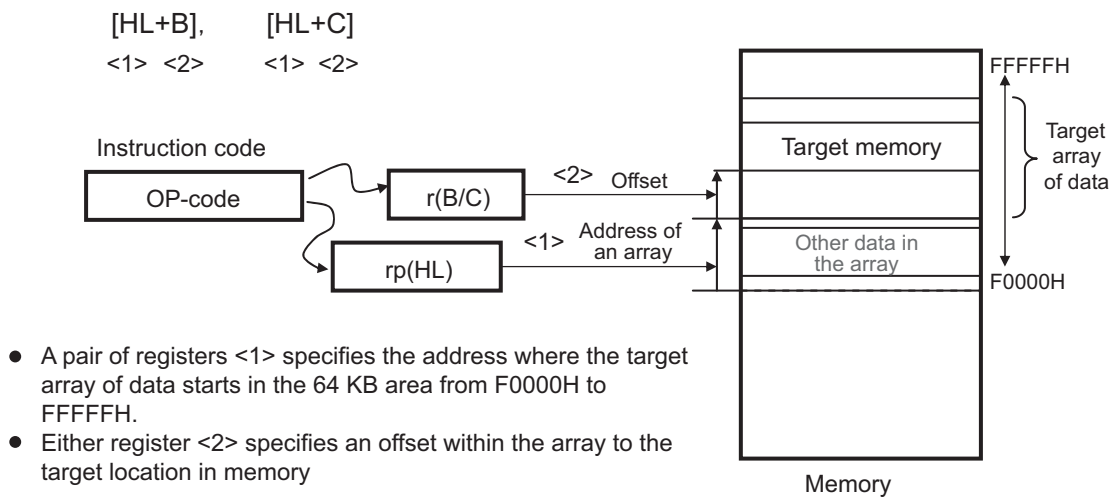 [HL+B], [HL+C]
<1> <2> <1> <2>
FFFFFH
Instruction code
OP-code
r(B/C)
<2> Offset
Target memory
Target
array
of data
rp(HL)
<1> Address of
an array
Other data in
the array
F0000H
● A pair of registers <1> specifies the address where the target
array of data starts in the 64 KB area from F0000H to
FFFFFH.
● Either register <2> specifies an offset within the array to the
target location in memory
Memory